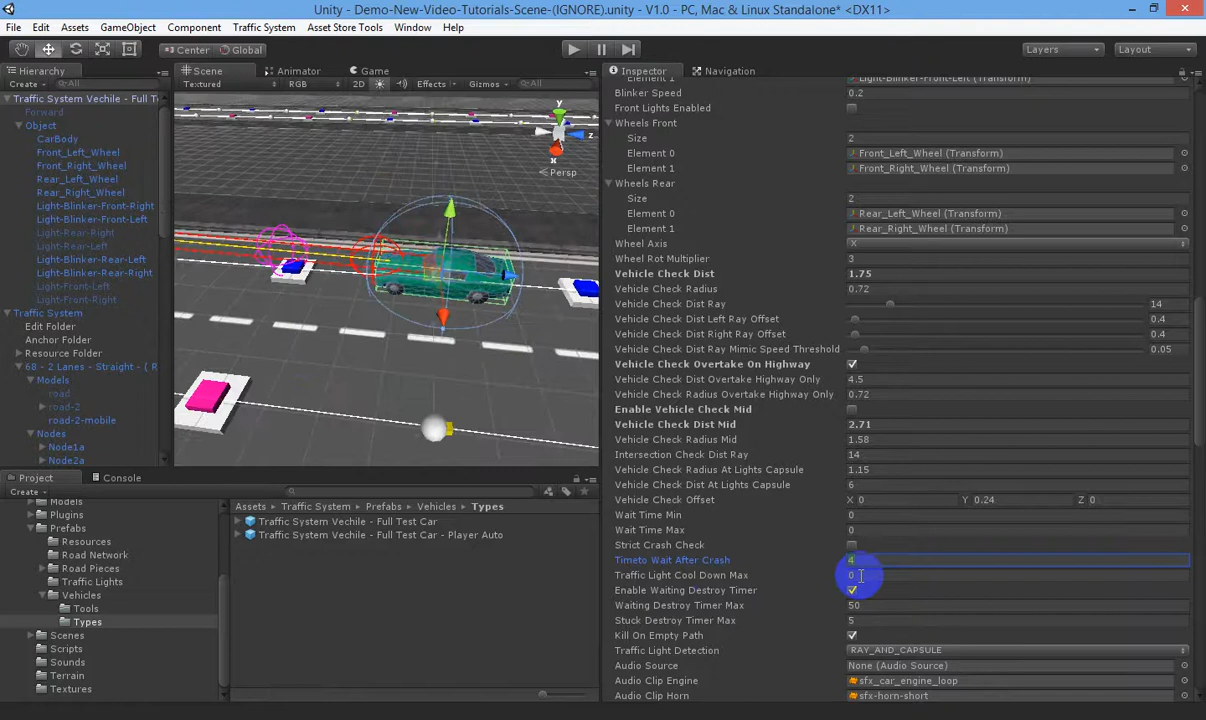 Unity - Demo-New-Video-Tutorials-Scene-(IGNORE).unity - V1.0 - PC, Mac & Linux Standalone* <DX11>
File Edit Assets GameObject Component Traffic System Asset Store Tools Window Help
Center Global Layers Layout
Hierarchy Scene Animator Game Inspector Navigation
Create All Textured RGB 2D Effects Gizmos All
Traffic System Vechile - Full T
Forward
Object
CarBody
Front_Left_Wheel
Front_Right_Wheel
Rear_Left_Wheel
Rear_Right_Wheel
Light-Blinker-Front-Right
Light-Blinker-Front-Left
Light-Rear-Right
Light-Rear-Left
Light-Blinker-Rear-Left
Light-Blinker-Rear-Right
Light-Front-Left
Light-Front-Right
Traffic System
Edit Folder
Anchor Folder
Resource Folder
68 - 2 Lanes - Straight - ( R
Models
road
road-2
road-2-mobile
Nodes
Node1a
Node2a
y
z
x
Persp
Element 1 Light-Blinker-Front-Left (Transform)
Blinker Speed 0.2
Front Lights Enabled
Wheels Front
Size 2
Element 0 Front_Left_Wheel (Transform)
Element 1 Front_Right_Wheel (Transform)
Wheels Rear
Size 2
Element 0 Rear_Left_Wheel (Transform)
Element 1 Rear_Right_Wheel (Transform)
Wheel Axis X
Wheel Rot Multiplier 3
Vehicle Check Dist 1.75
Vehicle Check Radius 0.72
Vehicle Check Dist Ray 14
Vehicle Check Dist Left Ray Offset 0.4
Vehicle Check Dist Right Ray Offset 0.4
Vehicle Check Dist Ray Mimic Speed Threshold 0.05
Vehicle Check Overtake On Highway
Vehicle Check Dist Overtake Highway Only 4.5
Vehicle Check Radius Overtake Highway Only 0.72
Enable Vehicle Check Mid
Vehicle Check Dist Mid 2.71
Vehicle Check Radius Mid 1.58
Intersection Check Dist Ray 14
Vehicle Check Radius At Lights Capsule 1.15
Vehicle Check Dist At Lights Capsule 6
Vehicle Check Offset X 0 Y 0.24 Z 0
Wait Time Min 0
Wait Time Max 0
Strict Crash Check
Timeto Wait After Crash 4
Traffic Light Cool Down Max 0
Enable Waiting Destroy Timer
Waiting Destroy Timer Max 50
Stuck Destroy Timer Max 5
Kill On Empty Path
Traffic Light Detection RAY_AND_CAPSULE
Audio Source None (Audio Source)
Audio Clip Engine sfx_car_engine_loop
Audio Clip Horn sfx-horn-short
Project Console
Create
Models
Plugins
Prefabs
Resources
Road Network
Road Pieces
Traffic Lights
Vehicles
Tools
Types
Scenes
Scripts
Sounds
Terrain
Textures
Assets Traffic System Prefabs Vehicles Types
Traffic System Vechile - Full Test Car
Traffic System Vechile - Full Test Car - Player Auto